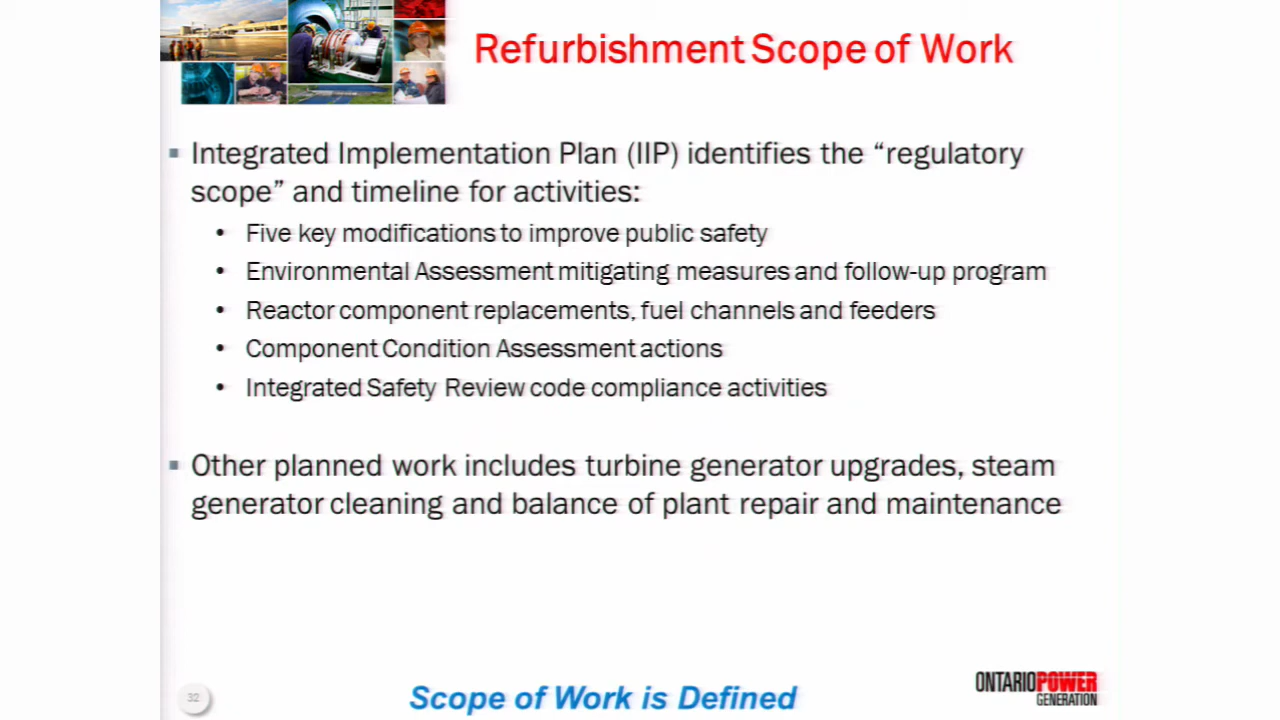 Refurbishment Scope of Work
▪ Integrated Implementation Plan (IIP) identifies the “regulatory
scope” and timeline for activities:
• Five key modifications to improve public safety
• Environmental Assessment mitigating measures and follow-up program
• Reactor component replacements, fuel channels and feeders
• Component Condition Assessment actions
• Integrated Safety Review code compliance activities
▪ Other planned work includes turbine generator upgrades, steam
generator cleaning and balance of plant repair and maintenance
32
Scope of Work is Defined
ONTARIOPOWER
GENERATION